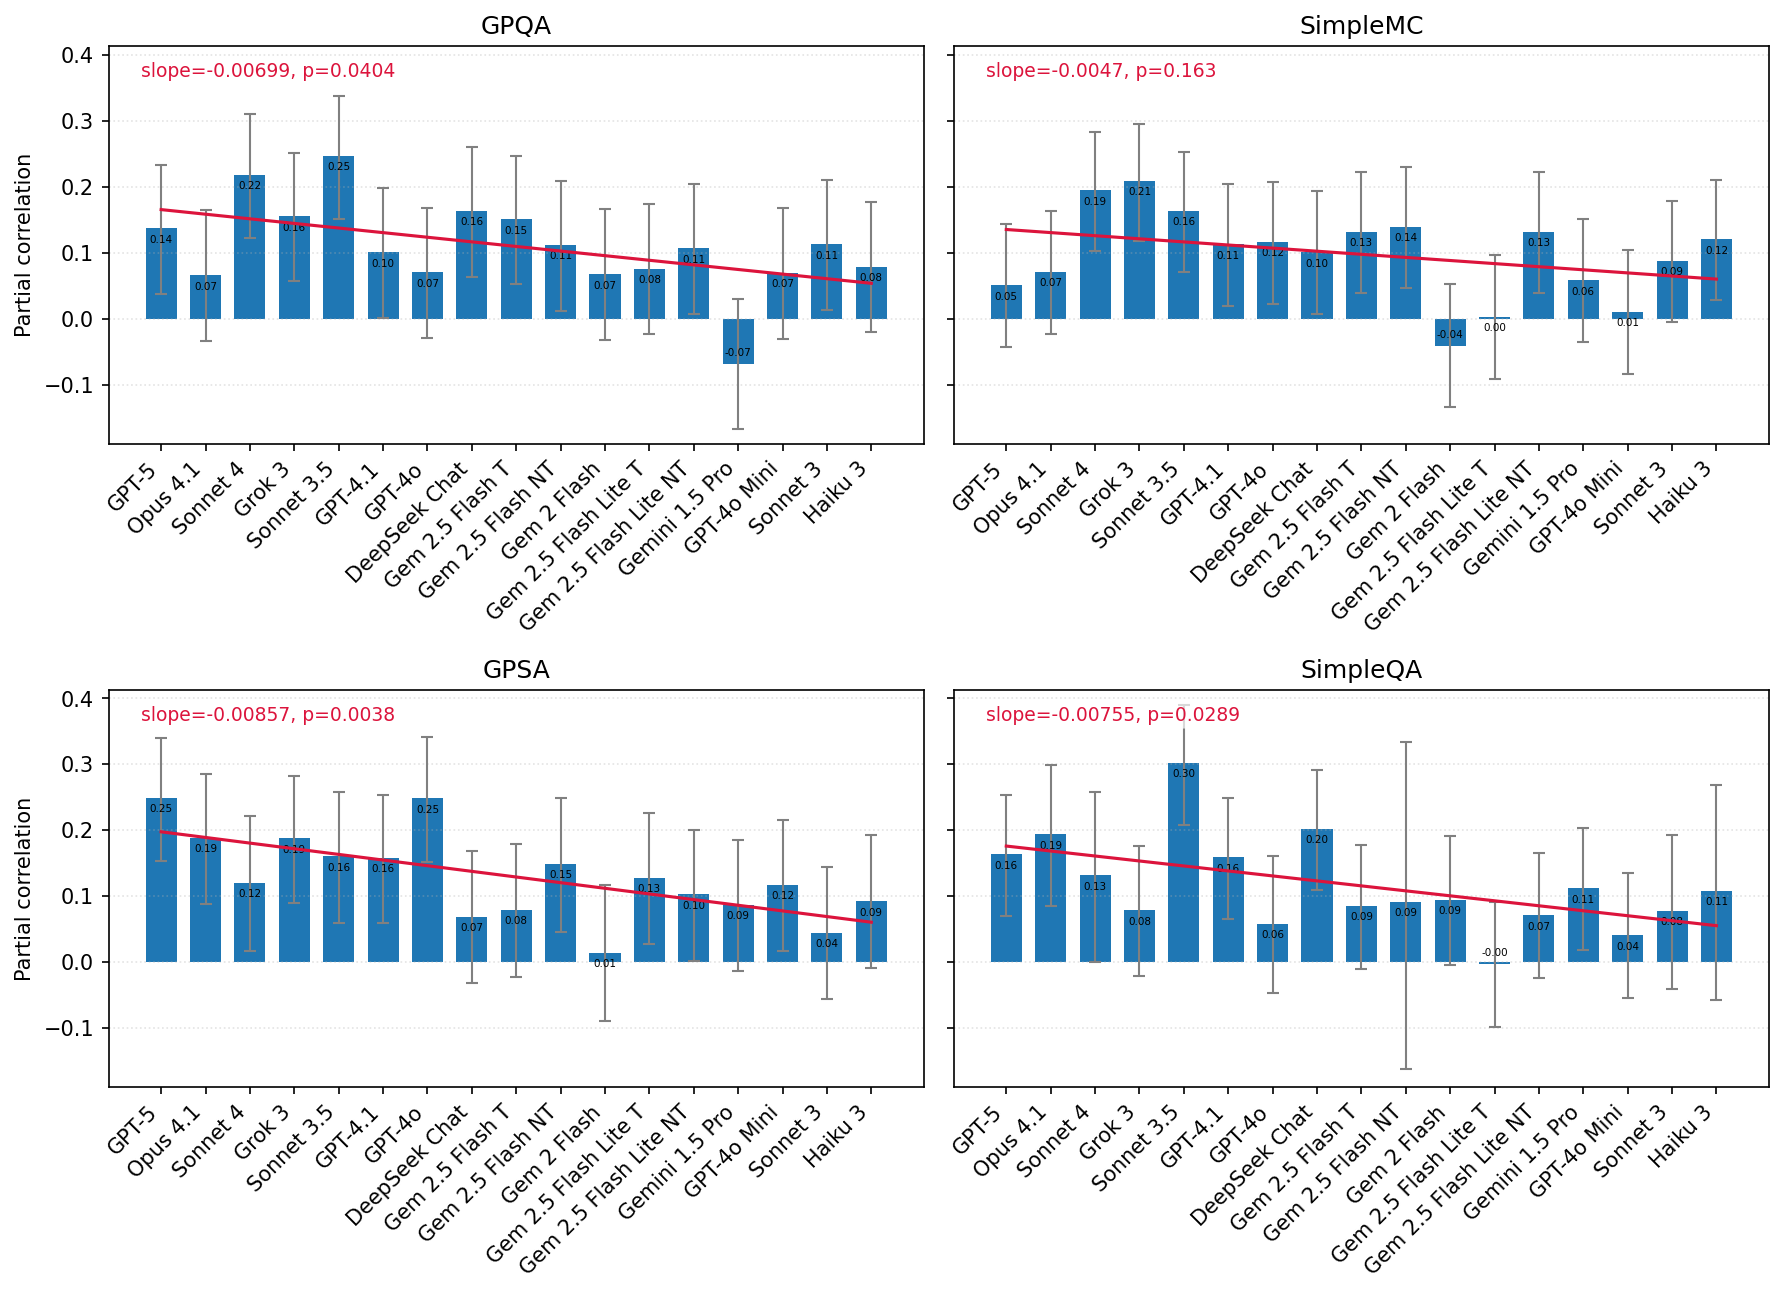 GPQA
slope=-0.00699, p=0.0404
Partial correlation
0.4
0.3
0.2
0.1
0.0
−0.1
0.14
0.07
0.22
0.16
0.25
0.10
0.07
0.16
0.15
0.11
0.07
0.08
0.11
-0.07
0.07
0.11
0.08
GPT-5
Opus 4.1
Sonnet 4
Grok 3
Sonnet 3.5
GPT-4.1
GPT-4o
DeepSeek Chat
Gem 2.5 Flash T
Gem 2.5 Flash NT
Gem 2 Flash
Gem 2.5 Flash Lite T
Gem 2.5 Flash Lite NT
Gemini 1.5 Pro
GPT-4o Mini
Sonnet 3
Haiku 3
SimpleMC
slope=-0.0047, p=0.163
0.05
0.07
0.19
0.21
0.16
0.11
0.12
0.10
0.13
0.14
-0.04
0.00
0.13
0.06
0.01
0.09
0.12
GPT-5
Opus 4.1
Sonnet 4
Grok 3
Sonnet 3.5
GPT-4.1
GPT-4o
DeepSeek Chat
Gem 2.5 Flash T
Gem 2.5 Flash NT
Gem 2 Flash
Gem 2.5 Flash Lite T
Gem 2.5 Flash Lite NT
Gemini 1.5 Pro
GPT-4o Mini
Sonnet 3
Haiku 3
GPSA
slope=-0.00857, p=0.0038
Partial correlation
0.4
0.3
0.2
0.1
0.0
−0.1
0.25
0.19
0.12
0.19
0.16
0.16
0.25
0.07
0.08
0.15
0.01
0.13
0.10
0.09
0.12
0.04
0.09
GPT-5
Opus 4.1
Sonnet 4
Grok 3
Sonnet 3.5
GPT-4.1
GPT-4o
DeepSeek Chat
Gem 2.5 Flash T
Gem 2.5 Flash NT
Gem 2 Flash
Gem 2.5 Flash Lite T
Gem 2.5 Flash Lite NT
Gemini 1.5 Pro
GPT-4o Mini
Sonnet 3
Haiku 3
SimpleQA
slope=-0.00755, p=0.0289
0.16
0.19
0.13
0.08
0.30
0.16
0.06
0.20
0.09
0.09
0.09
-0.00
0.07
0.11
0.04
0.08
0.11
GPT-5
Opus 4.1
Sonnet 4
Grok 3
Sonnet 3.5
GPT-4.1
GPT-4o
DeepSeek Chat
Gem 2.5 Flash T
Gem 2.5 Flash NT
Gem 2 Flash
Gem 2.5 Flash Lite T
Gem 2.5 Flash Lite NT
Gemini 1.5 Pro
GPT-4o Mini
Sonnet 3
Haiku 3